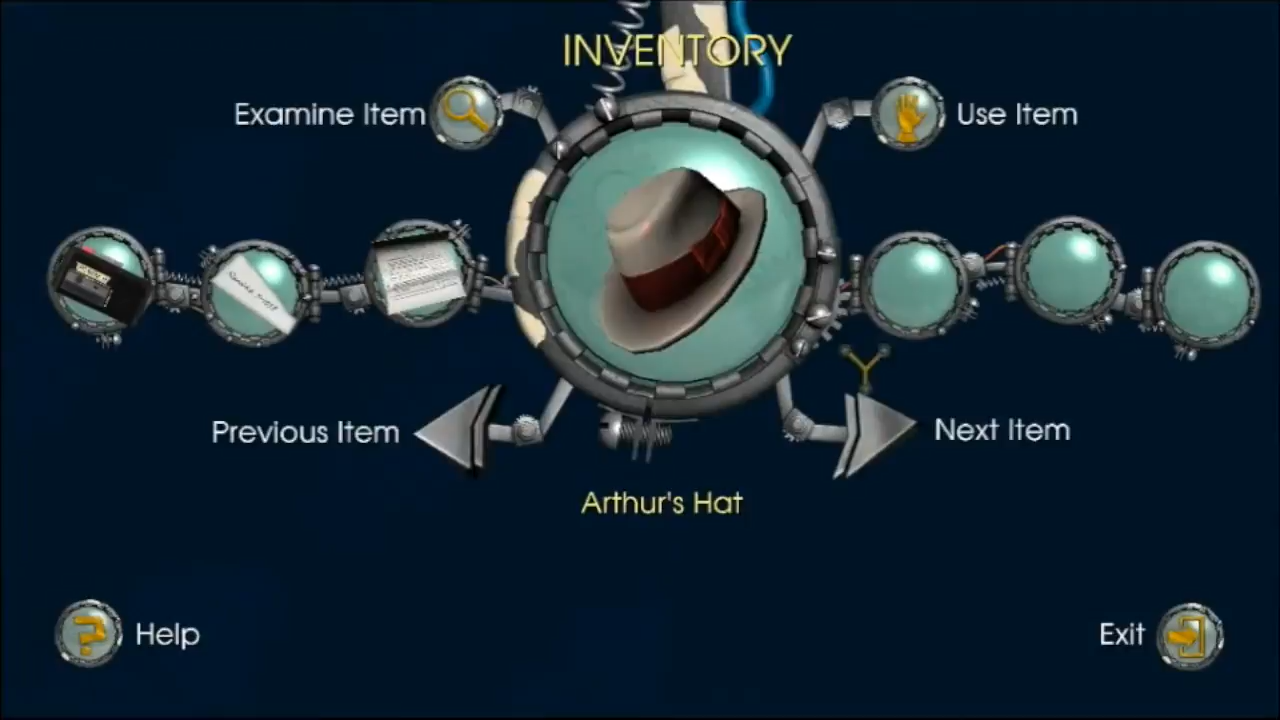 INVENTORY
Examine Item
Use Item
Previous Item
Next Item
Arthur's Hat
Help
Exit